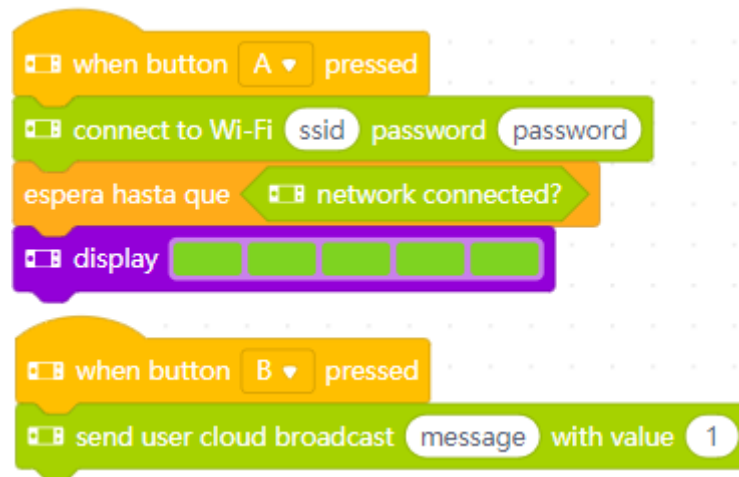 when button A pressed
connect to Wi-Fi ssid password password
espera hasta que network connected?
display
when button B pressed
send user cloud broadcast message with value 1